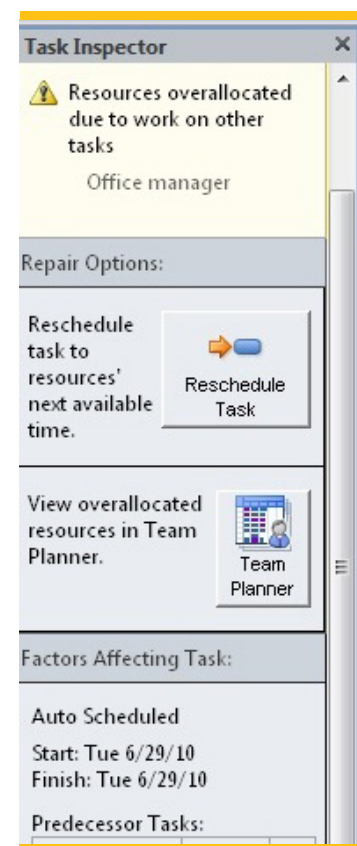 Task Inspector
Resources overallocated
due to work on other
tasks
Office manager
Repair Options:
Reschedule
task to
resources'
next available
time.
Reschedule
Task
View overallocated
resources in Team
Planner.
Team
Planner
Factors Affecting Task:
Auto Scheduled
Start: Tue 6/29/10
Finish: Tue 6/29/10
Predecessor Tasks: